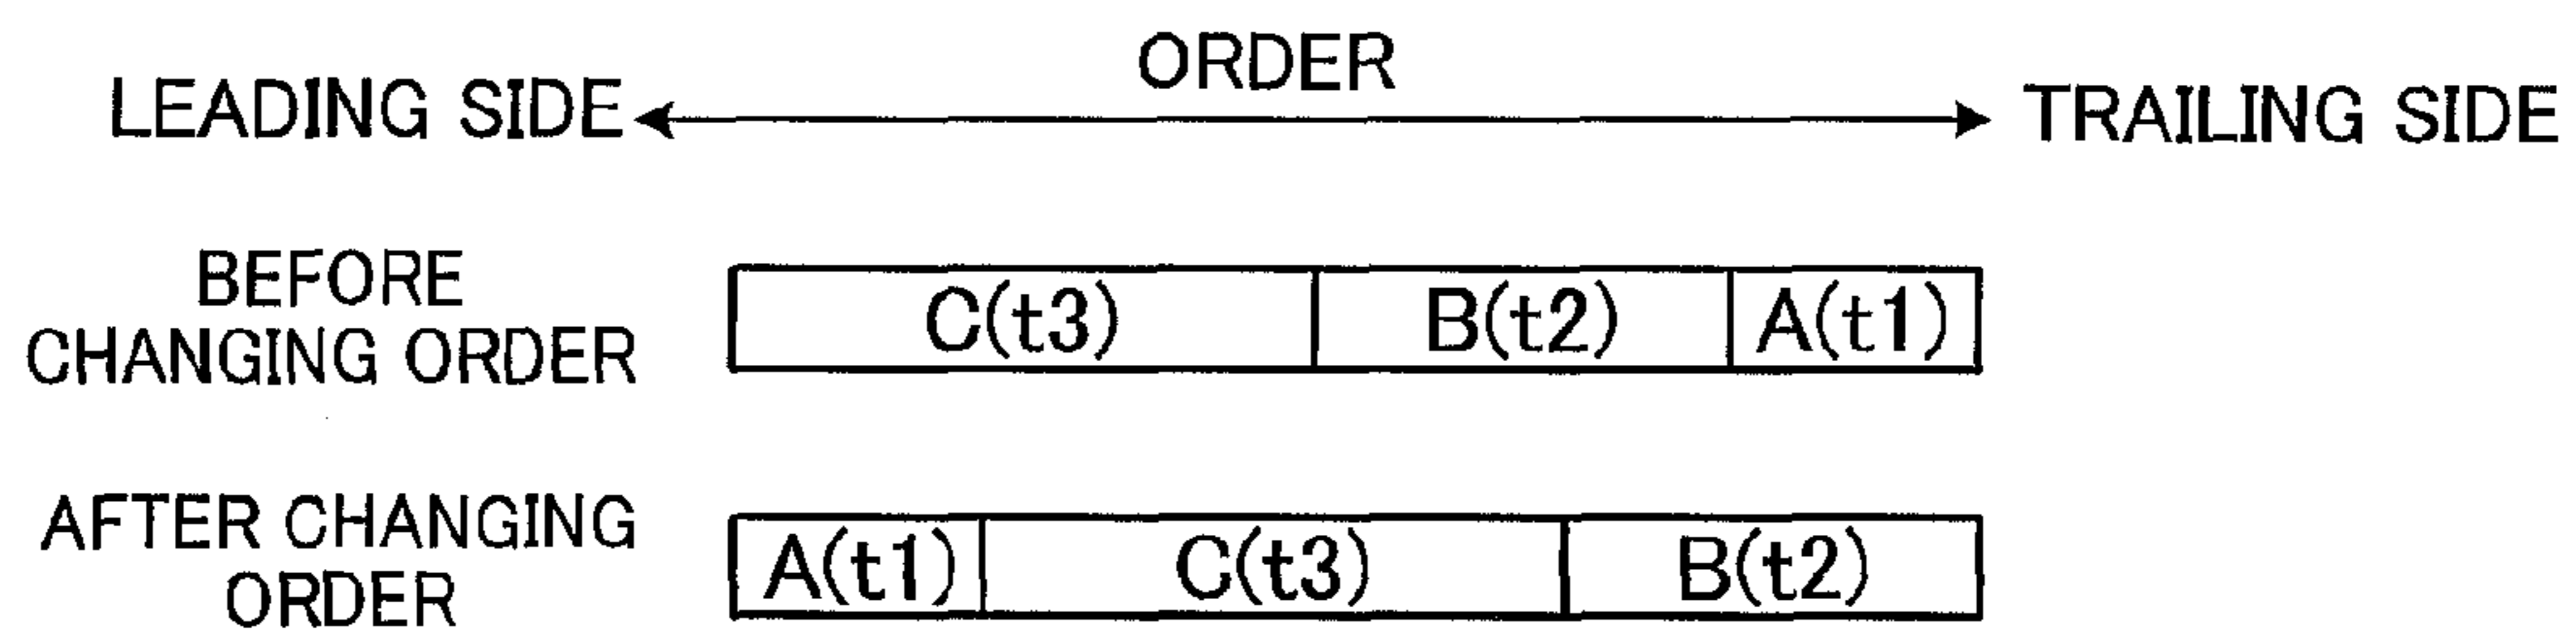 ORDER
LEADING SIDE TRAILING SIDE
BEFORE
CHANGING ORDER
C(t3) B(t2) A(t1)
AFTER CHANGING
ORDER
A(t1) C(t3) B(t2)